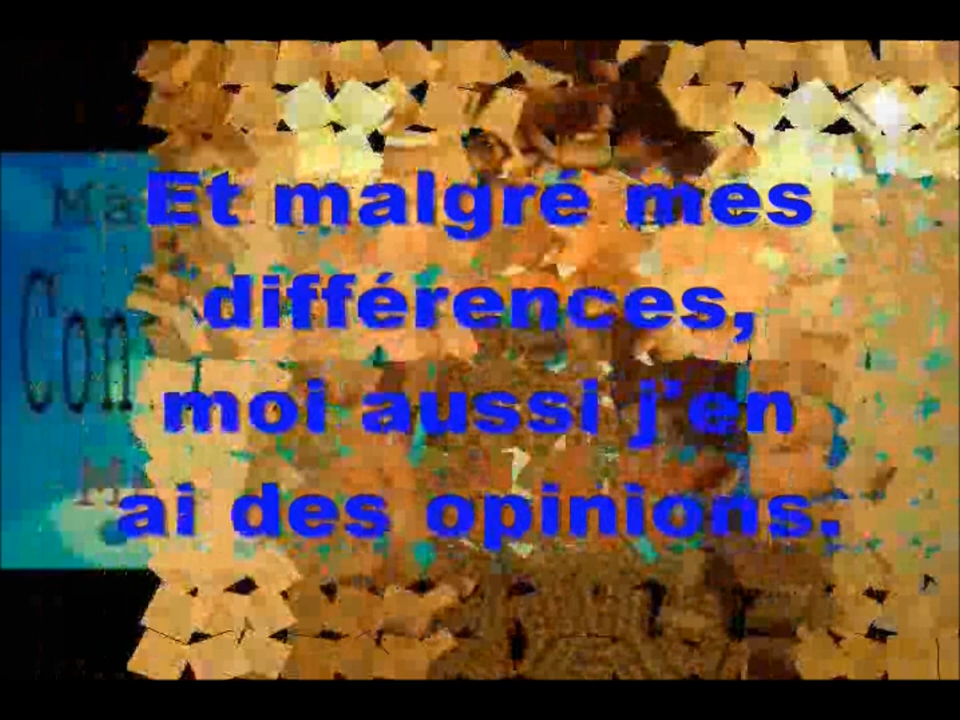 Et malgré mes
différences,
moi aussi j'en
ai des opinions.